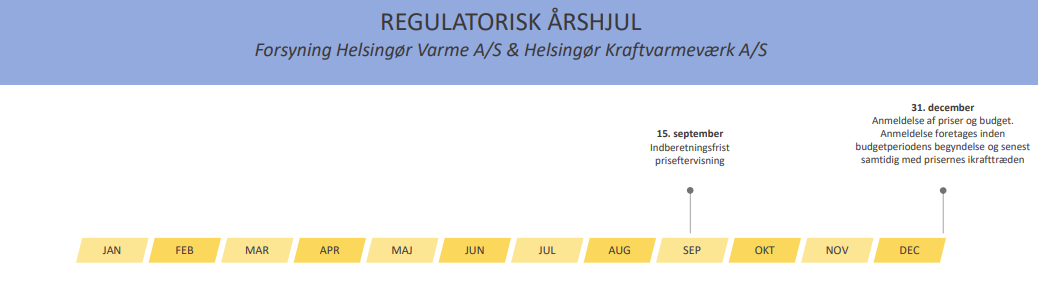 REGULATORISK ÅRSHJUL
Forsyning Helsingør Varme A/S & Helsingør Kraftvarmeværk A/S
15. september
Indberetningsfrist
priseftervisning
31. december
Anmeldelse af priser og budget.
Anmeldelse foretages inden
budgetperiodens begyndelse og senest
samtidig med prisernes ikrafttræden
JAN FEB MAR APR MAJ JUN JUL AUG SEP OKT NOV DEC